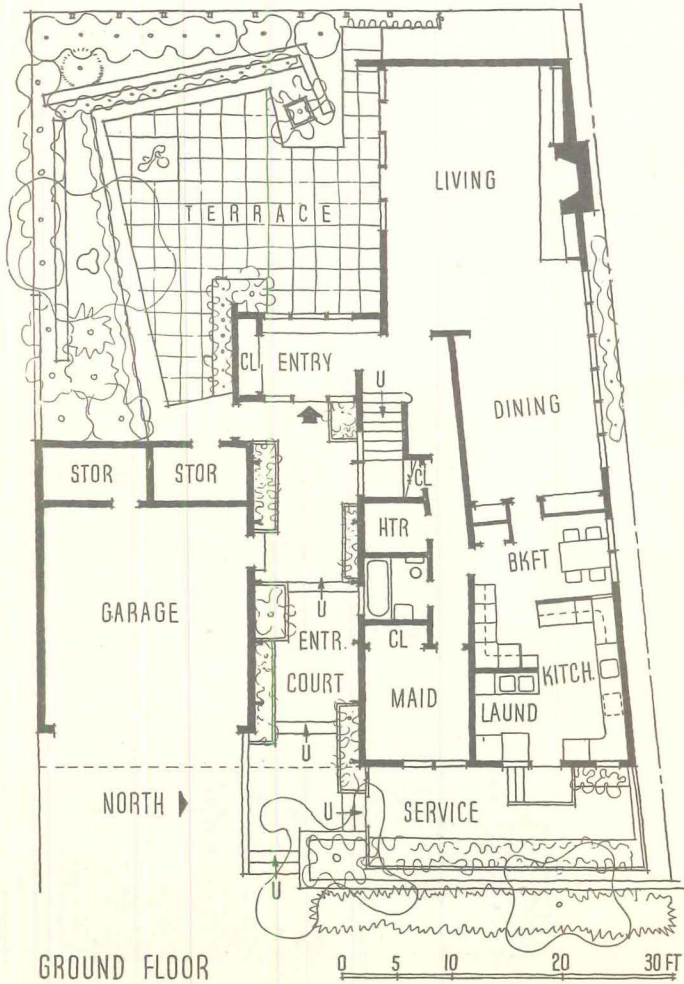 LIVING
TERRACE
CL ENTRY
U
DINING
STOR STOR
CL
HTR
BKFT
GARAGE
U
ENTR.
COURT
CL
KITCH.
MAID
LAUND
U
NORTH
U
SERVICE
U
GROUND FLOOR
0 5 10 20 30 FT